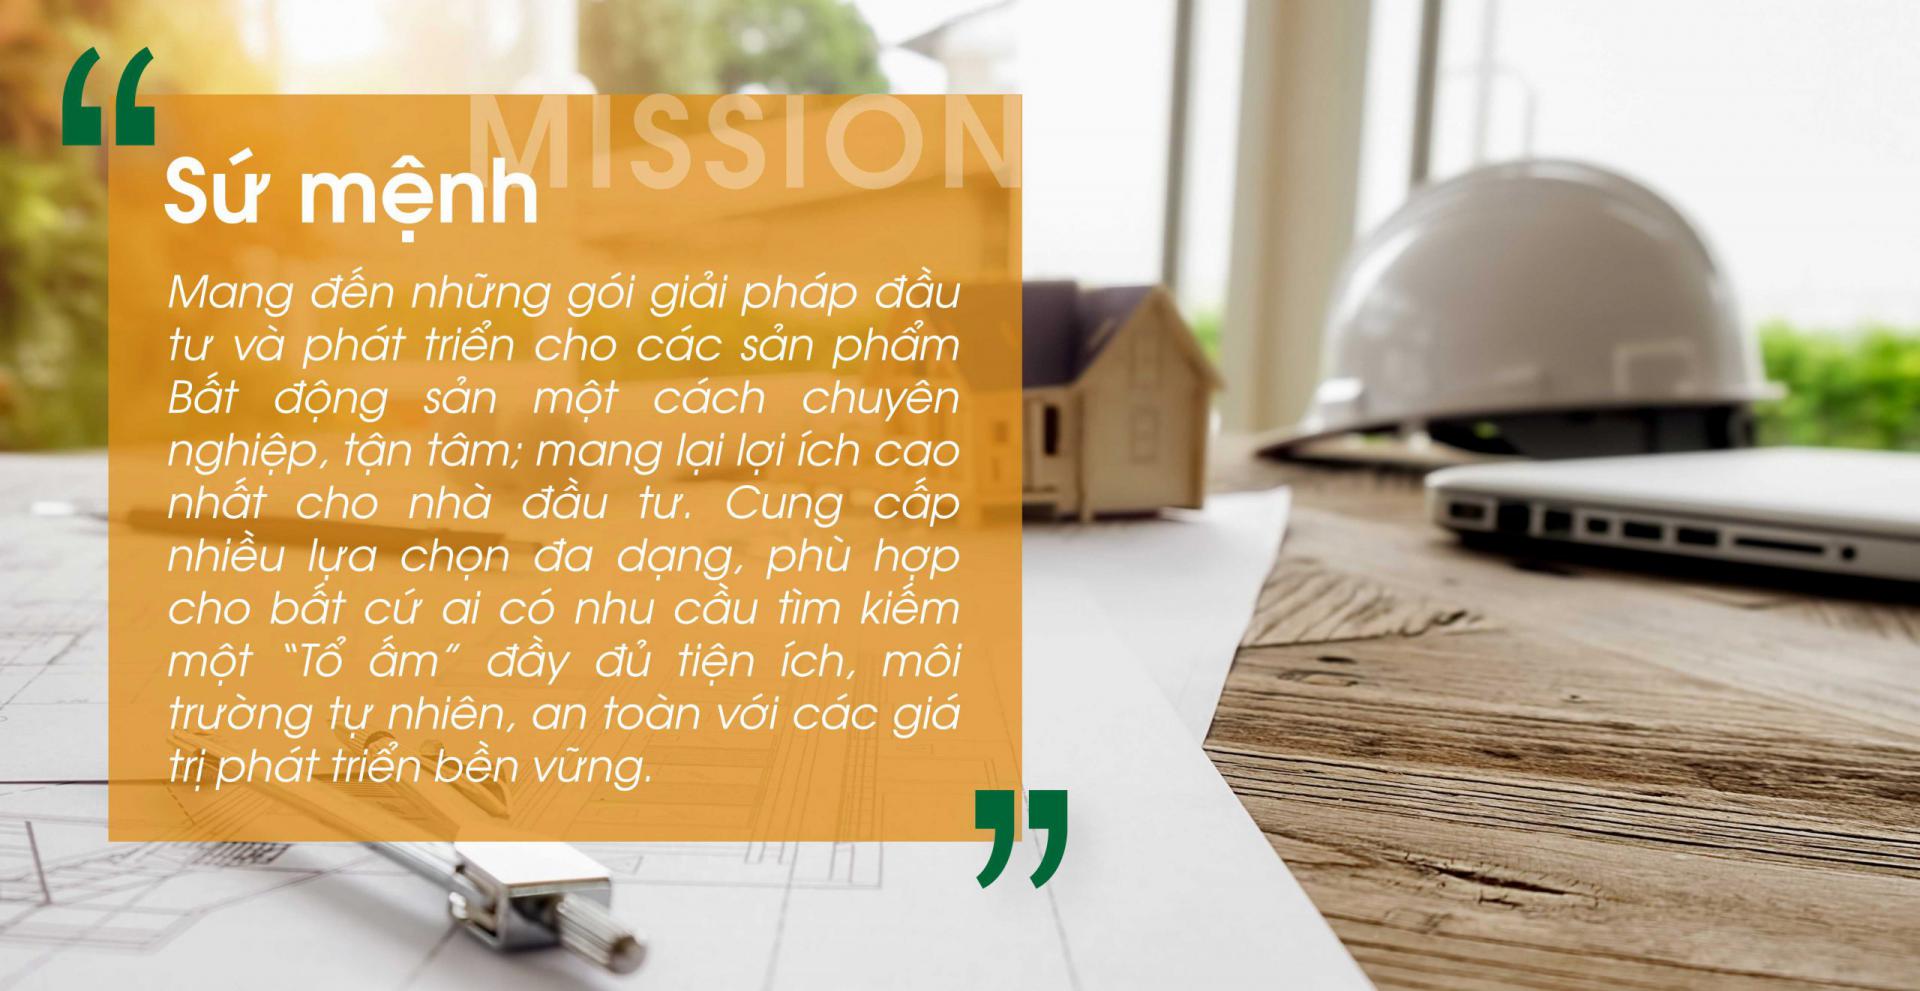 “
MISSION
Sứ mệnh
Mang đến những gói giải pháp đầu
tư và phát triển cho các sản phẩm
Bất động sản một cách chuyên
nghiệp, tận tâm; mang lại lợi ích cao
nhất cho nhà đầu tư. Cung cấp
nhiều lựa chọn đa dạng, phù hợp
cho bất cứ ai có nhu cầu tìm kiếm
một “Tổ ấm” đầy đủ tiện ích, môi
trường tự nhiên, an toàn với các giá
trị phát triển bền vững.
”